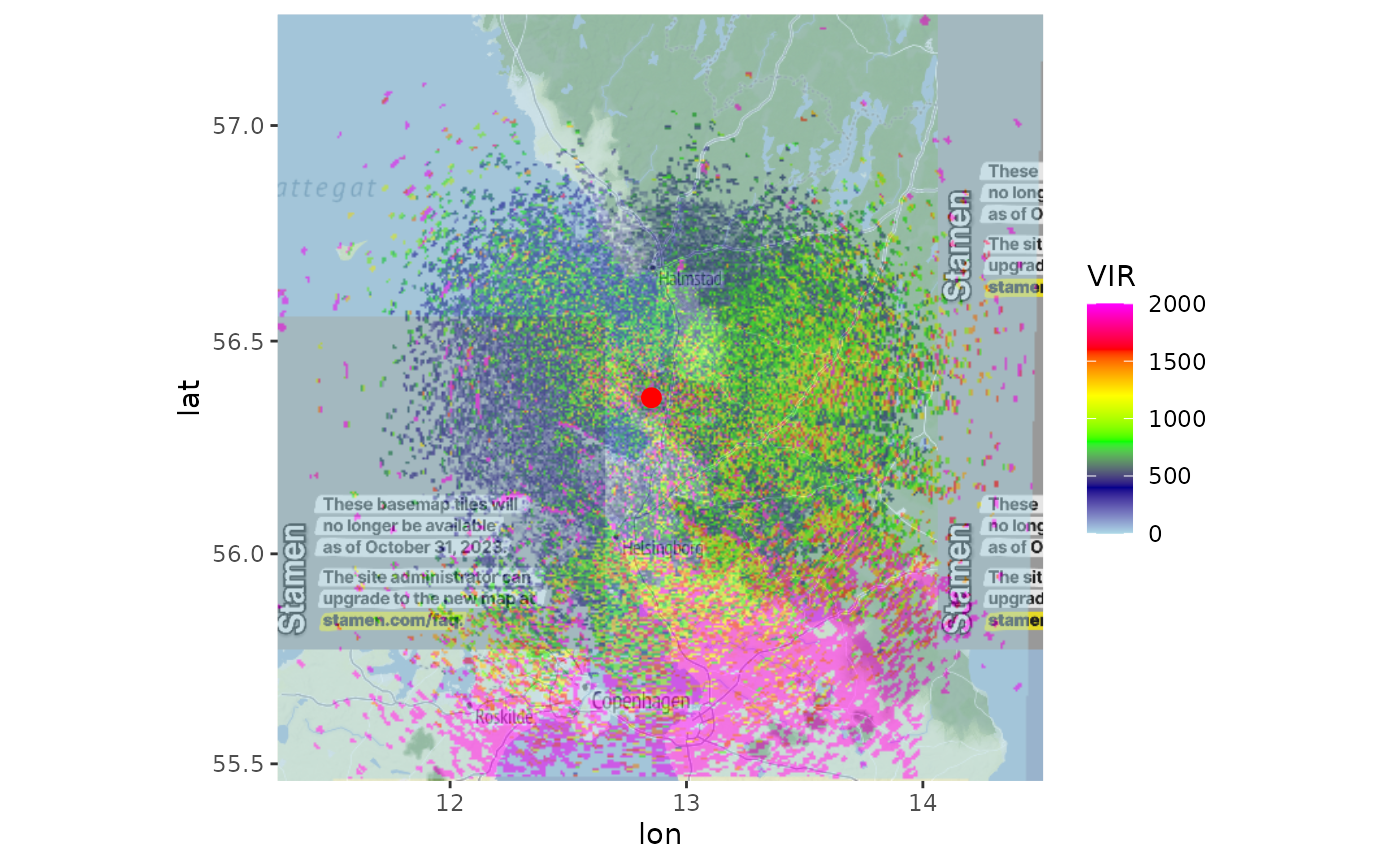 57.0
56.5
56.0
55.5
lat
12
13
14
lon
attegat
Halmstad
Helsingborg
Copenhagen
Roskilde
Stamen
These basemap tiles will
no longer be available
as of October 31, 2023.
The site administrator can
upgrade to the new map at
stamen.com/faq.
Stamen
These
no long
as of O
The sit
upgrad
stamen
Stamen
These
no long
as of O
The sit
upgrad
stamen
VIR
2000
1500
1000
500
0